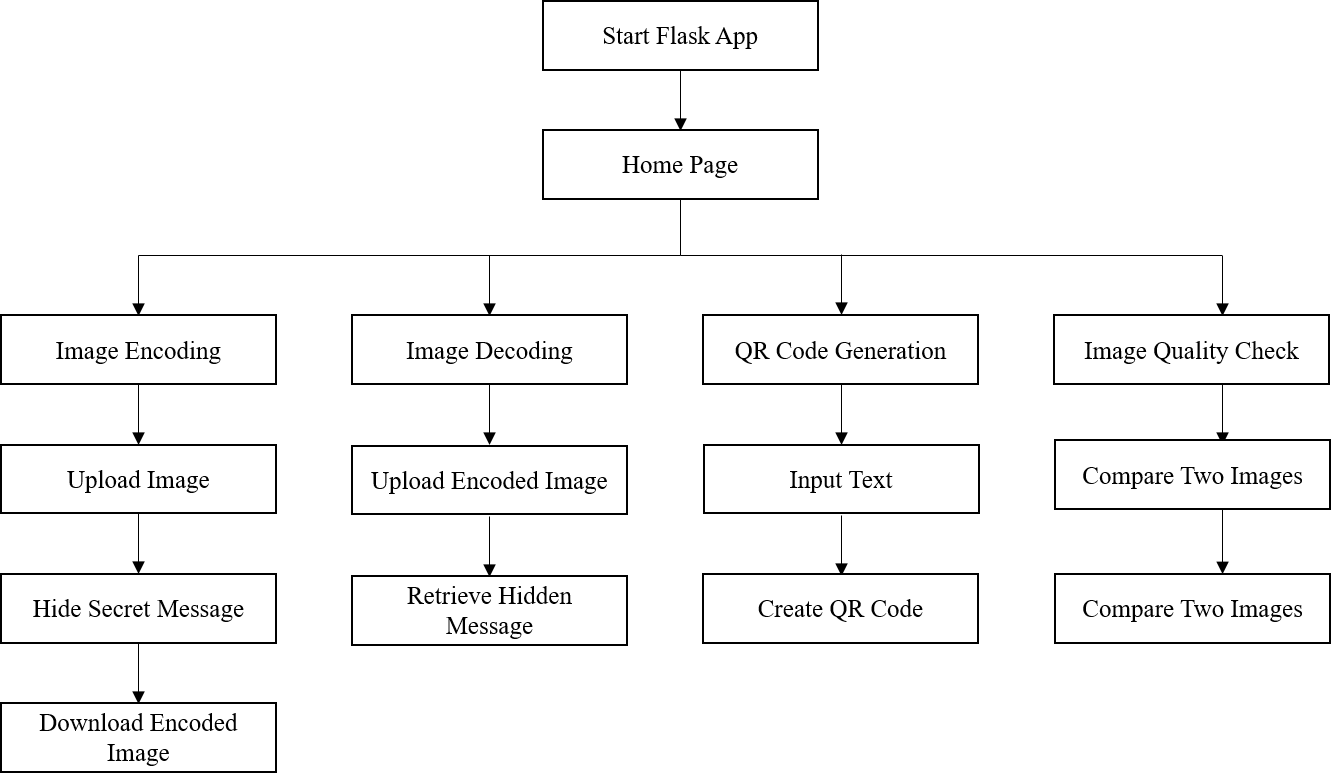 Start Flask App
Home Page
Image Encoding
Image Decoding
QR Code Generation
Image Quality Check
Upload Image
Upload Encoded Image
Input Text
Compare Two Images
Hide Secret Message
Retrieve Hidden
Message
Create QR Code
Compare Two Images
Download Encoded
Image